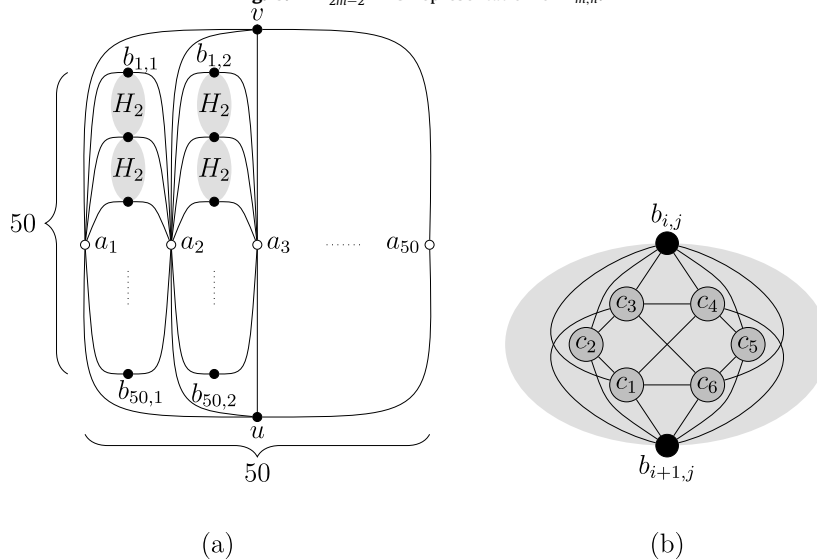 v
b1,1 b1,2
H2 H2
H2 H2
50
a1 a2 a3 ....... a50
b50,1 b50,2
u
50
(a)
bi,j
c3 c4
c2 c5
c1 c6
bi+1,j
(b)